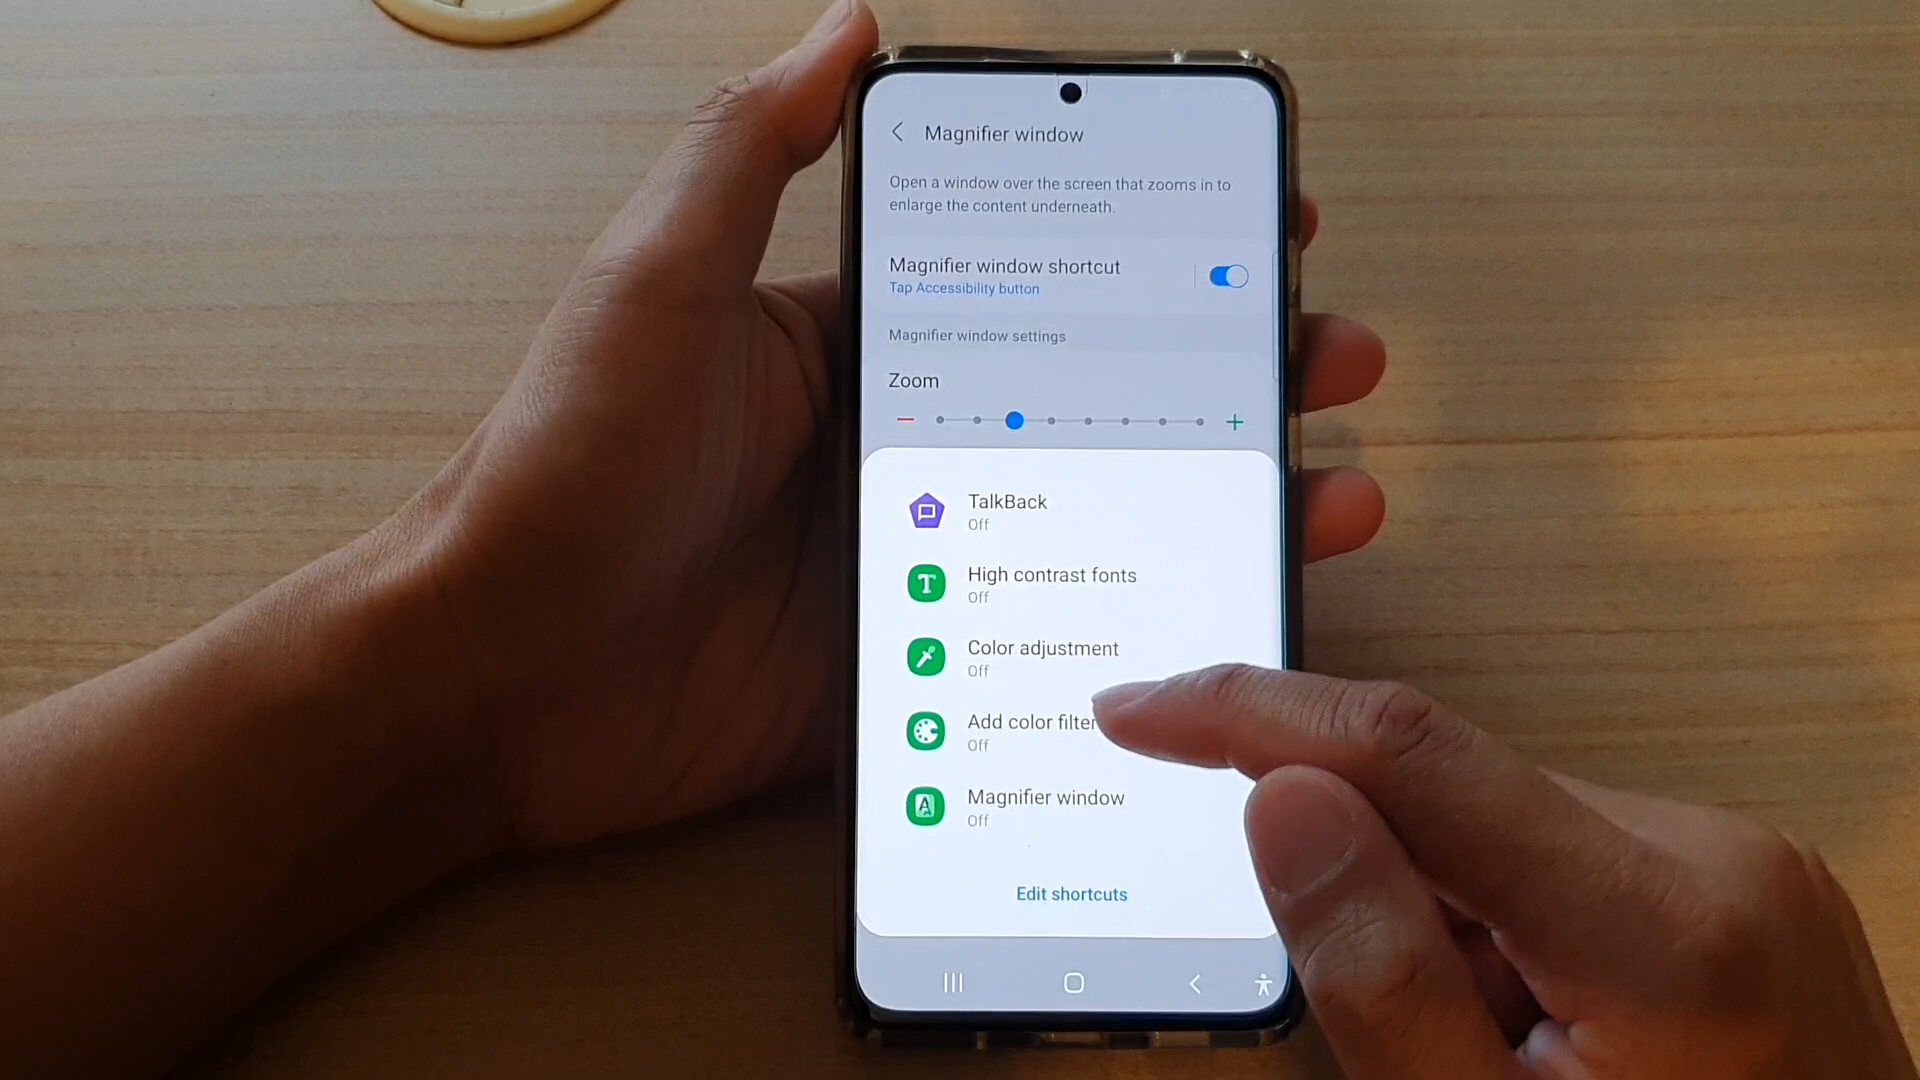 Magnifier window
Open a window over the screen that zooms in to
enlarge the content underneath.
Magnifier window shortcut
Tap Accessibility button
Magnifier window settings
Zoom
TalkBack
Off
High contrast fonts
Off
Color adjustment
Off
Add color filter
Off
Magnifier window
Off
Edit shortcuts